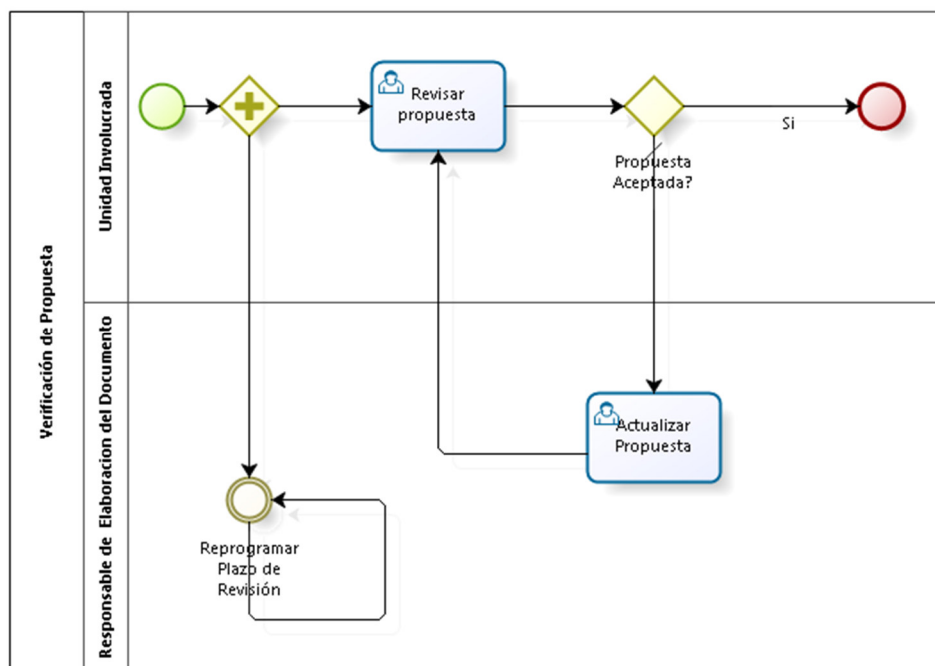 Verificación de Propuesta
Unidad Involucrada
Revisar
propuesta
Propuesta
Aceptada?
Si
Responsable de Elaboracion del Documento
Actualizar
Propuesta
Reprogramar
Plazo de
Revisión